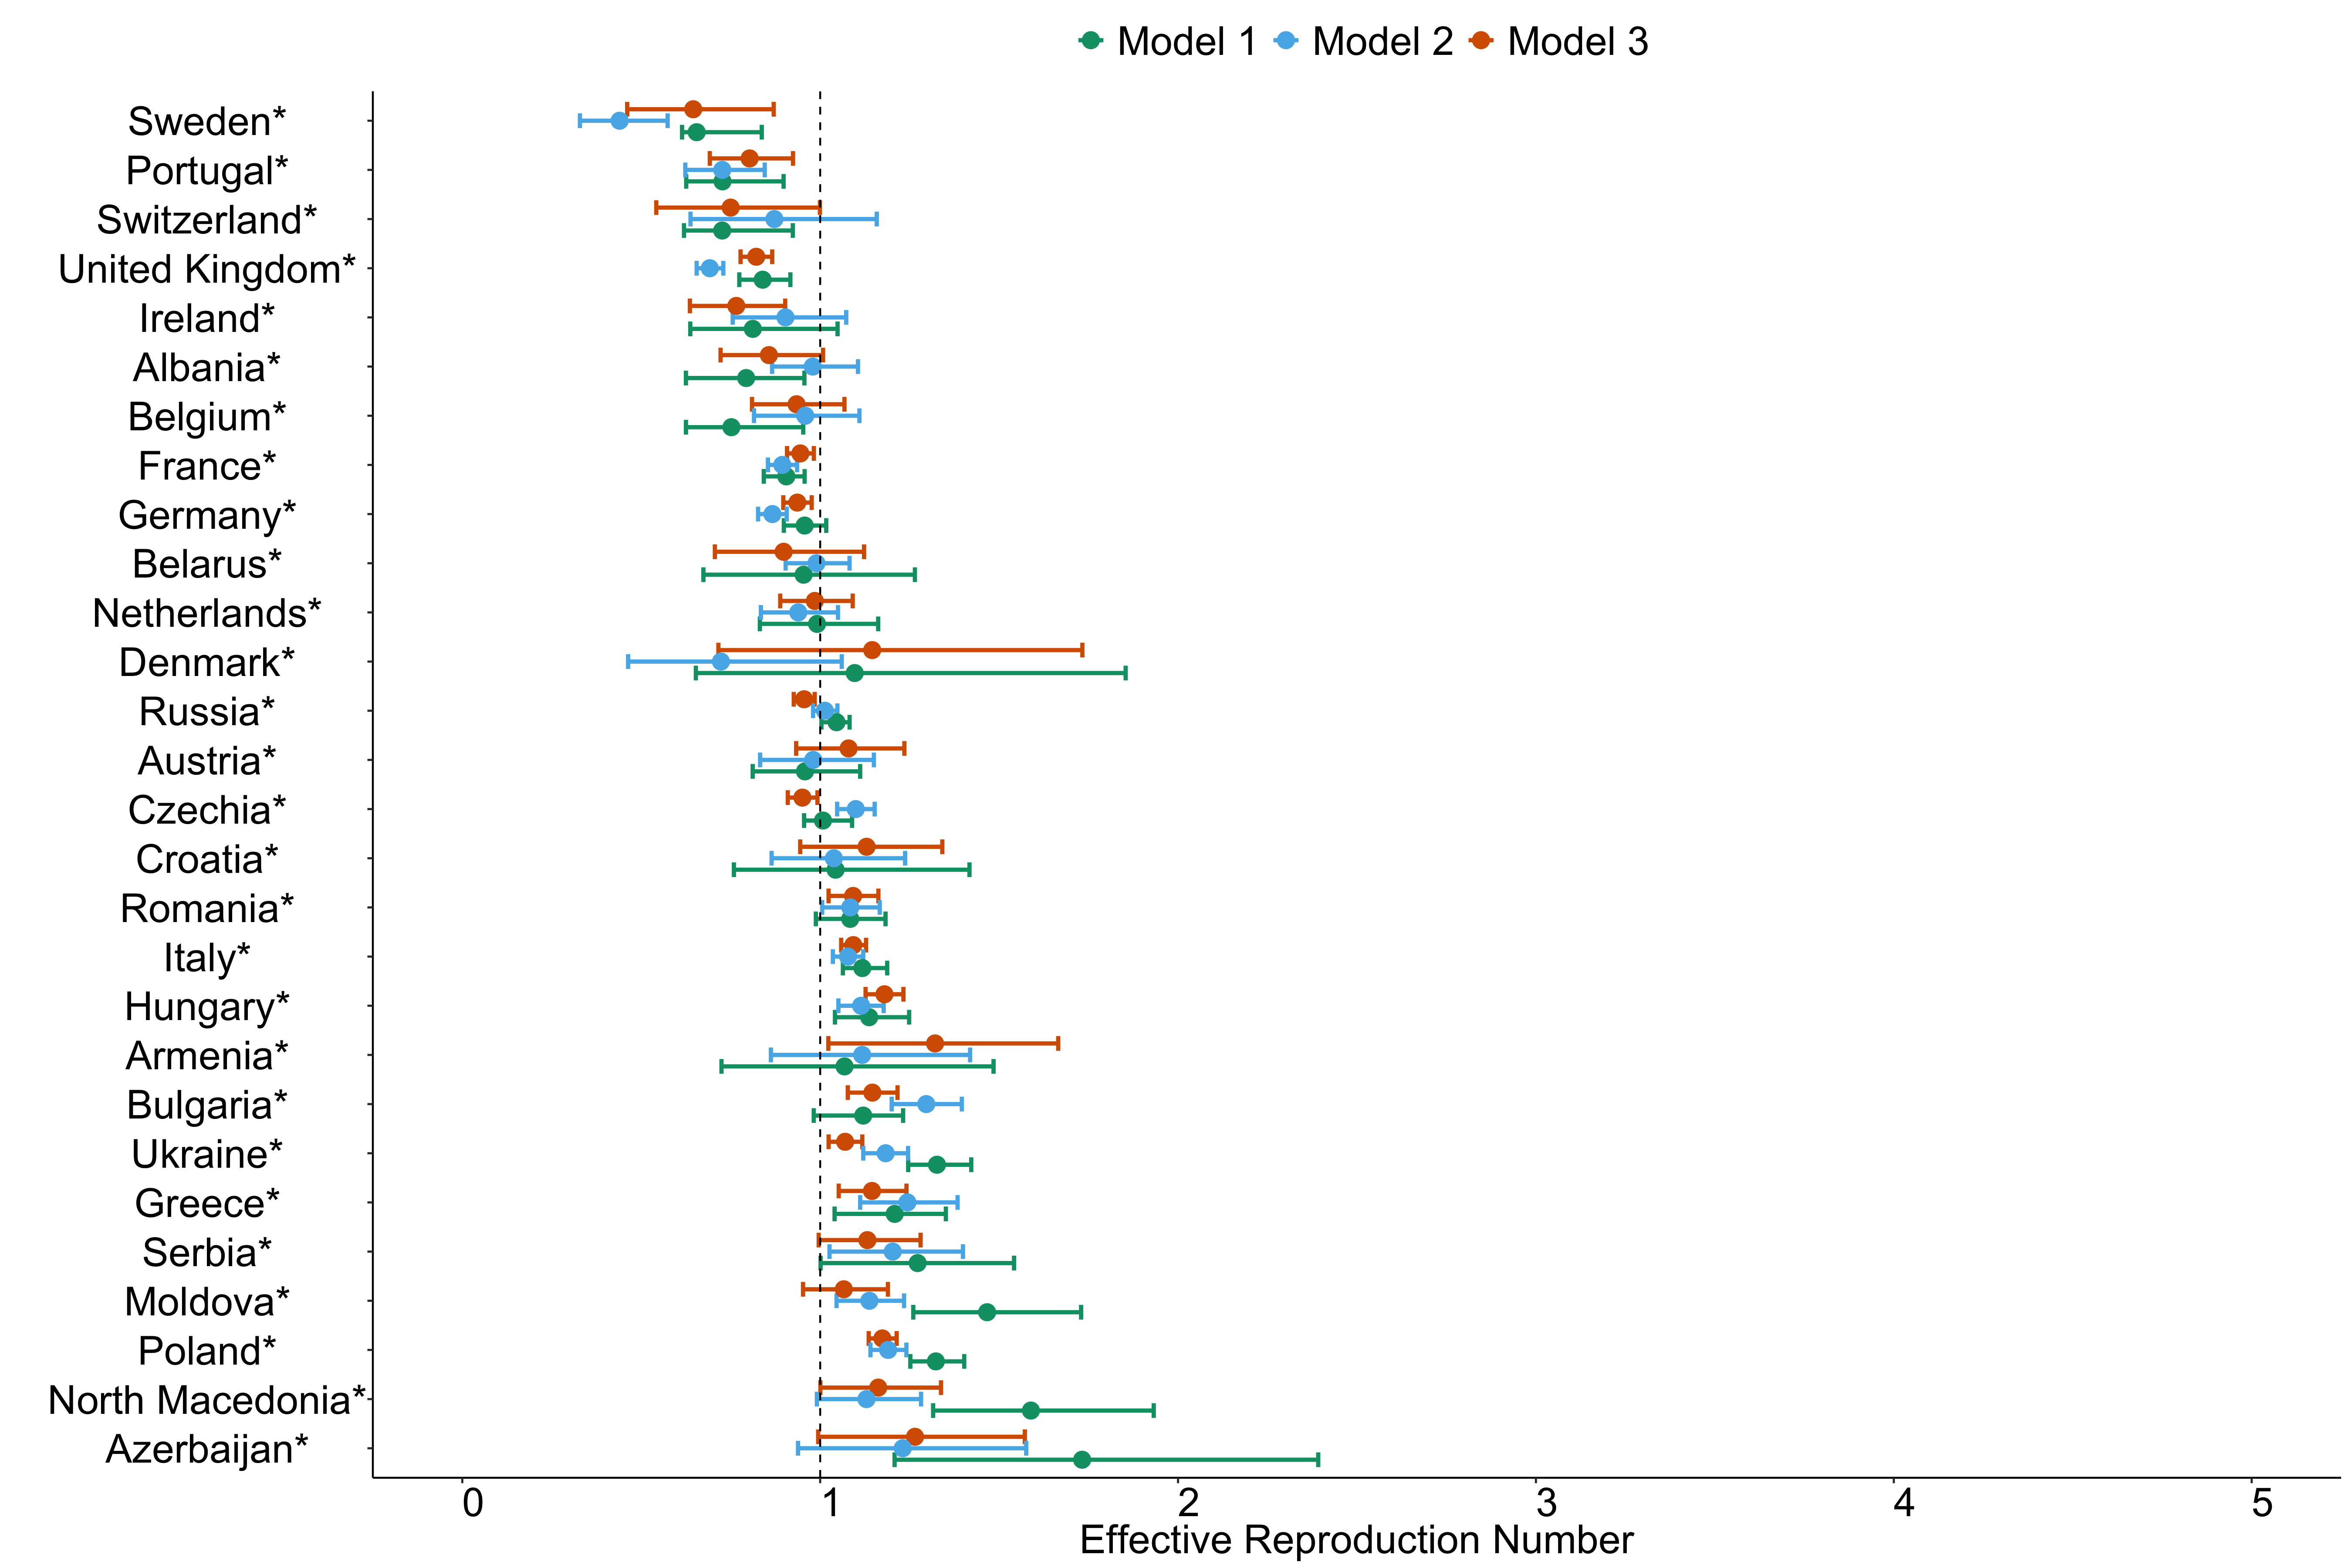 Model 1 Model 2 Model 3
Sweden*
Portugal*
Switzerland*
United Kingdom*
Ireland*
Albania*
Belgium*
France*
Germany*
Belarus*
Netherlands*
Denmark*
Russia*
Austria*
Czechia*
Croatia*
Romania*
Italy*
Hungary*
Armenia*
Bulgaria*
Ukraine*
Greece*
Serbia*
Moldova*
Poland*
North Macedonia*
Azerbaijan*
0 1 2 3 4 5
Effective Reproduction Number